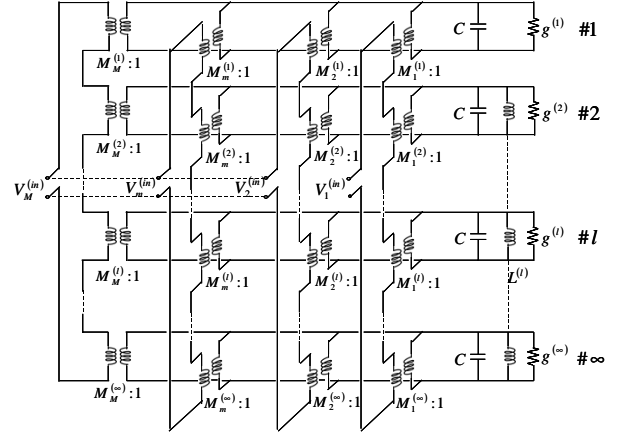 C g⁽¹⁾ #1
M_M⁽¹⁾:1 M_m⁽¹⁾:1 M_2⁽¹⁾:1 M_1⁽¹⁾:1
C g⁽²⁾ #2
M_M⁽²⁾:1 M_m⁽²⁾:1 M_2⁽²⁾:1 M_1⁽²⁾:1
V_M⁽ⁱⁿ⁾ V_m⁽ⁱⁿ⁾ V_2⁽ⁱⁿ⁾ V_1⁽ⁱⁿ⁾
C g⁽ˡ⁾ #l
M_M⁽ˡ⁾:1 M_m⁽ˡ⁾:1 M_2⁽ˡ⁾:1 M_1⁽ˡ⁾:1 L⁽ˡ⁾
C g^(∞) #∞
M_M^(∞):1 M_m^(∞):1 M_2^(∞):1 M_1^(∞):1